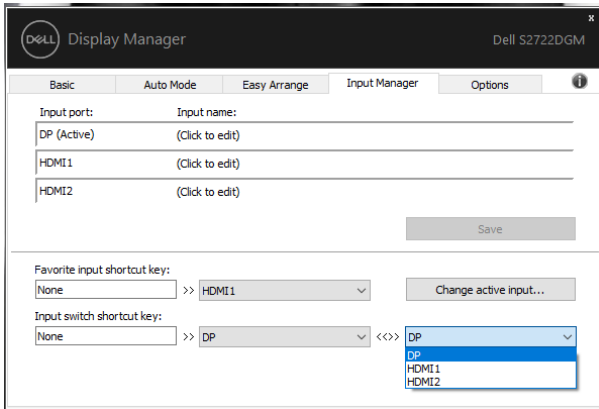 x
DELL Display Manager Dell S2722DGM
Basic Auto Mode Easy Arrange Input Manager Options i
Input port: Input name:
DP (Active) (Click to edit)
HDMI1 (Click to edit)
HDMI2 (Click to edit)
Save
Favorite input shortcut key:
None >> HDMI1 Change active input...
Input switch shortcut key:
None >> DP <<>> DP
DP
HDMI1
HDMI2